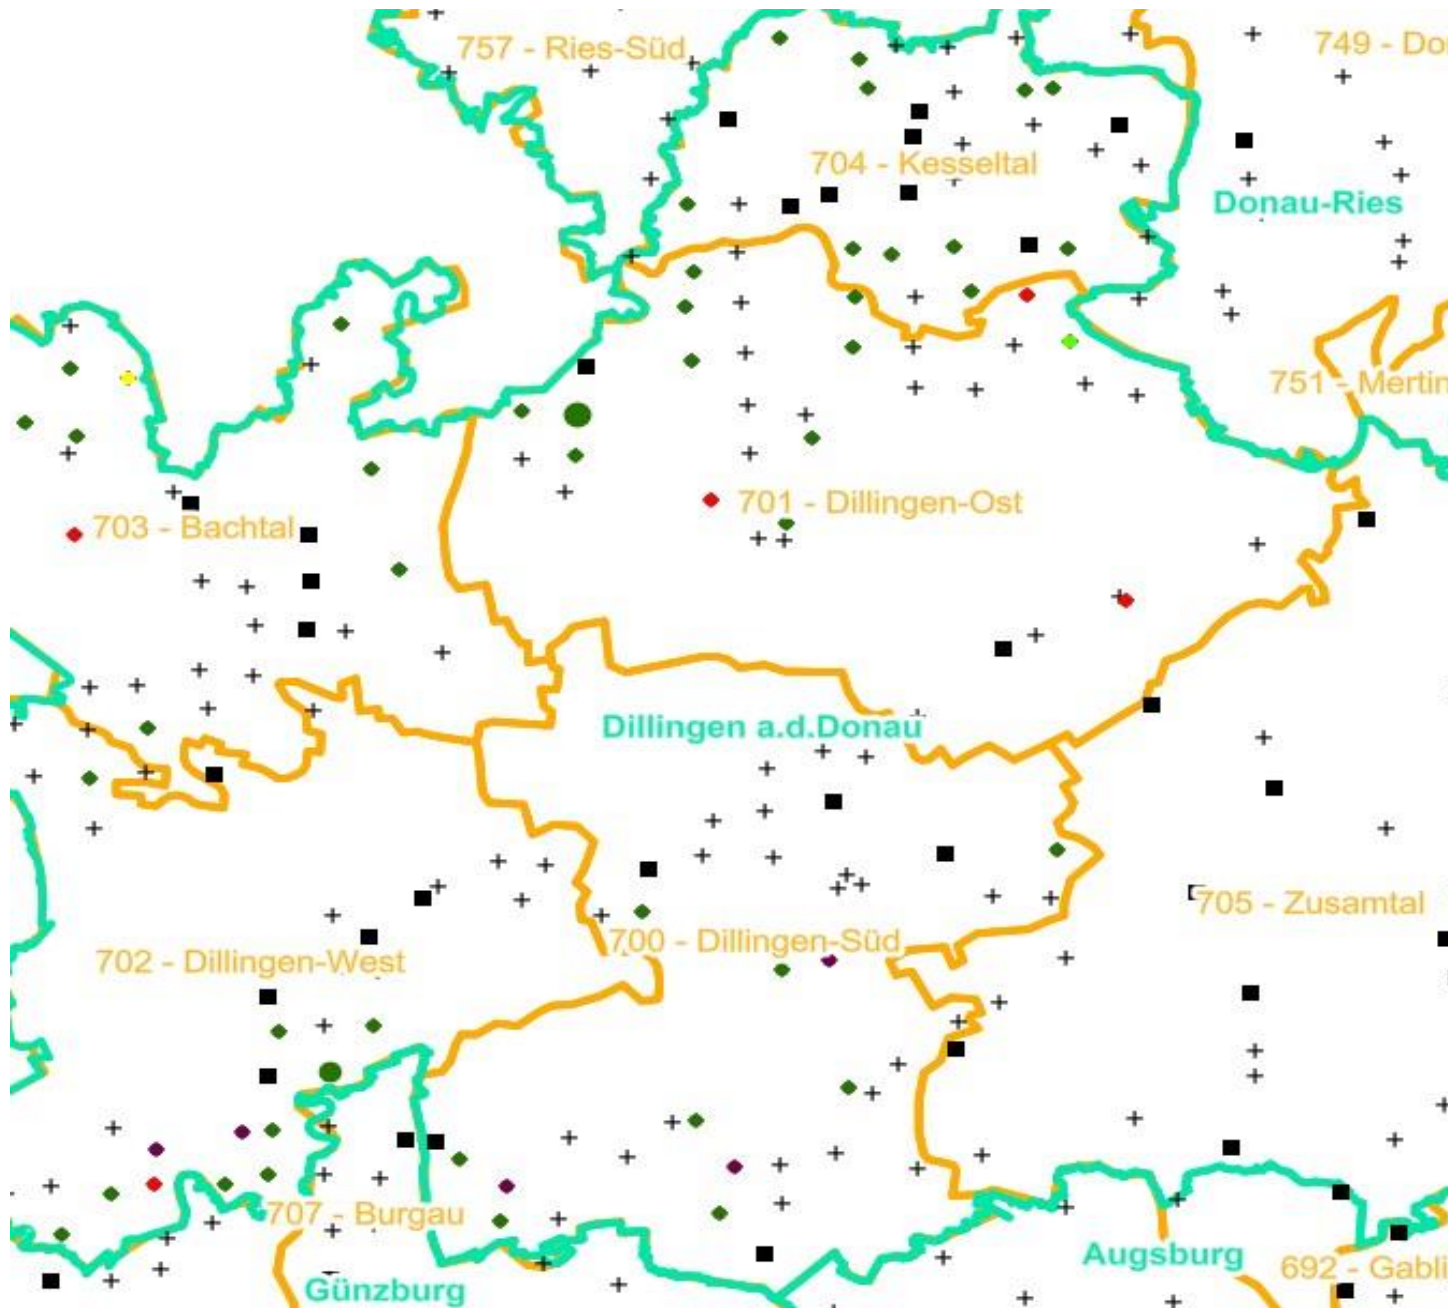 757 - Ries-Süd
749 - Do
704 - Kesseltal
Donau-Ries
751 - Mertin
701 - Dillingen-Ost
703 - Bachtal
Dillingen a.d.Donau
705 - Zusamtal
700 - Dillingen-Süd
702 - Dillingen-West
707 - Burgau
Augsburg
692 - Gabli
Günzburg